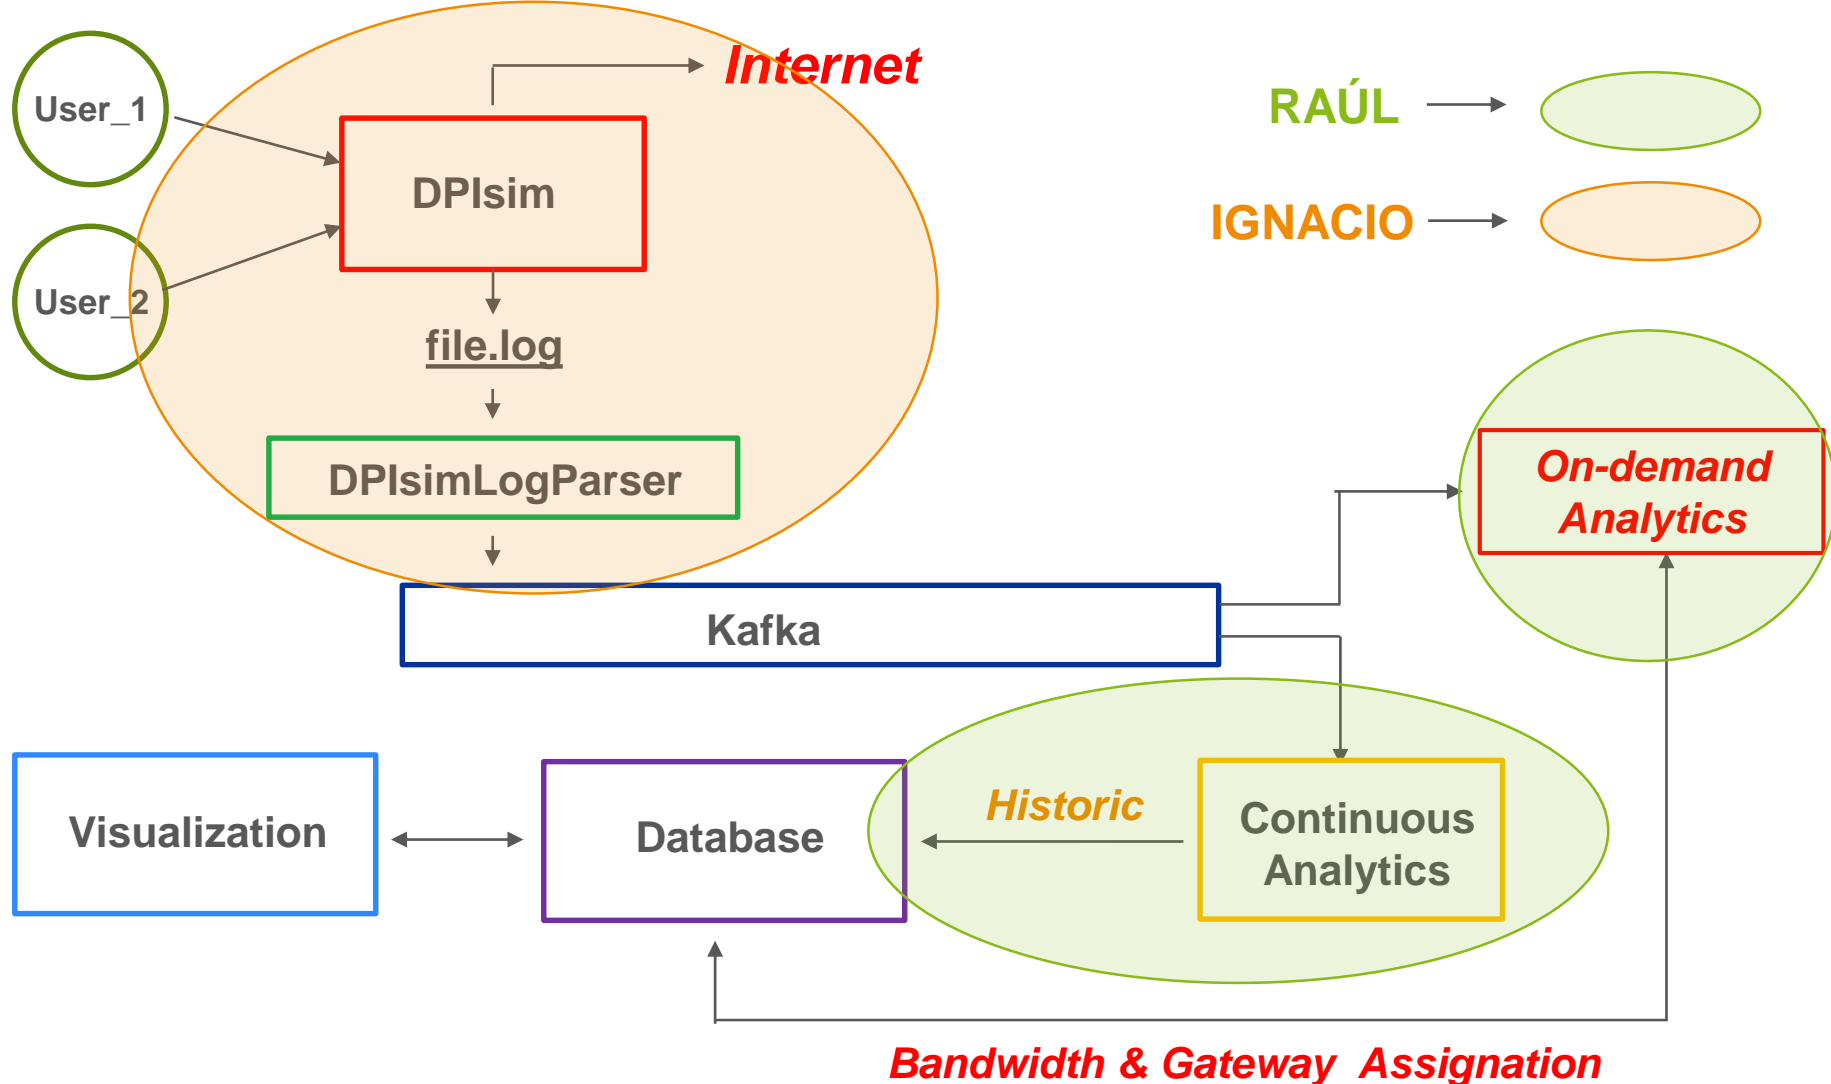 Internet
User_1
RAÚL
DPIsim
IGNACIO
User_2
file.log
DPIsimLogParser
On-demand
Analytics
Kafka
Visualization
Database
Historic
Continuous
Analytics
Bandwidth & Gateway Assignation